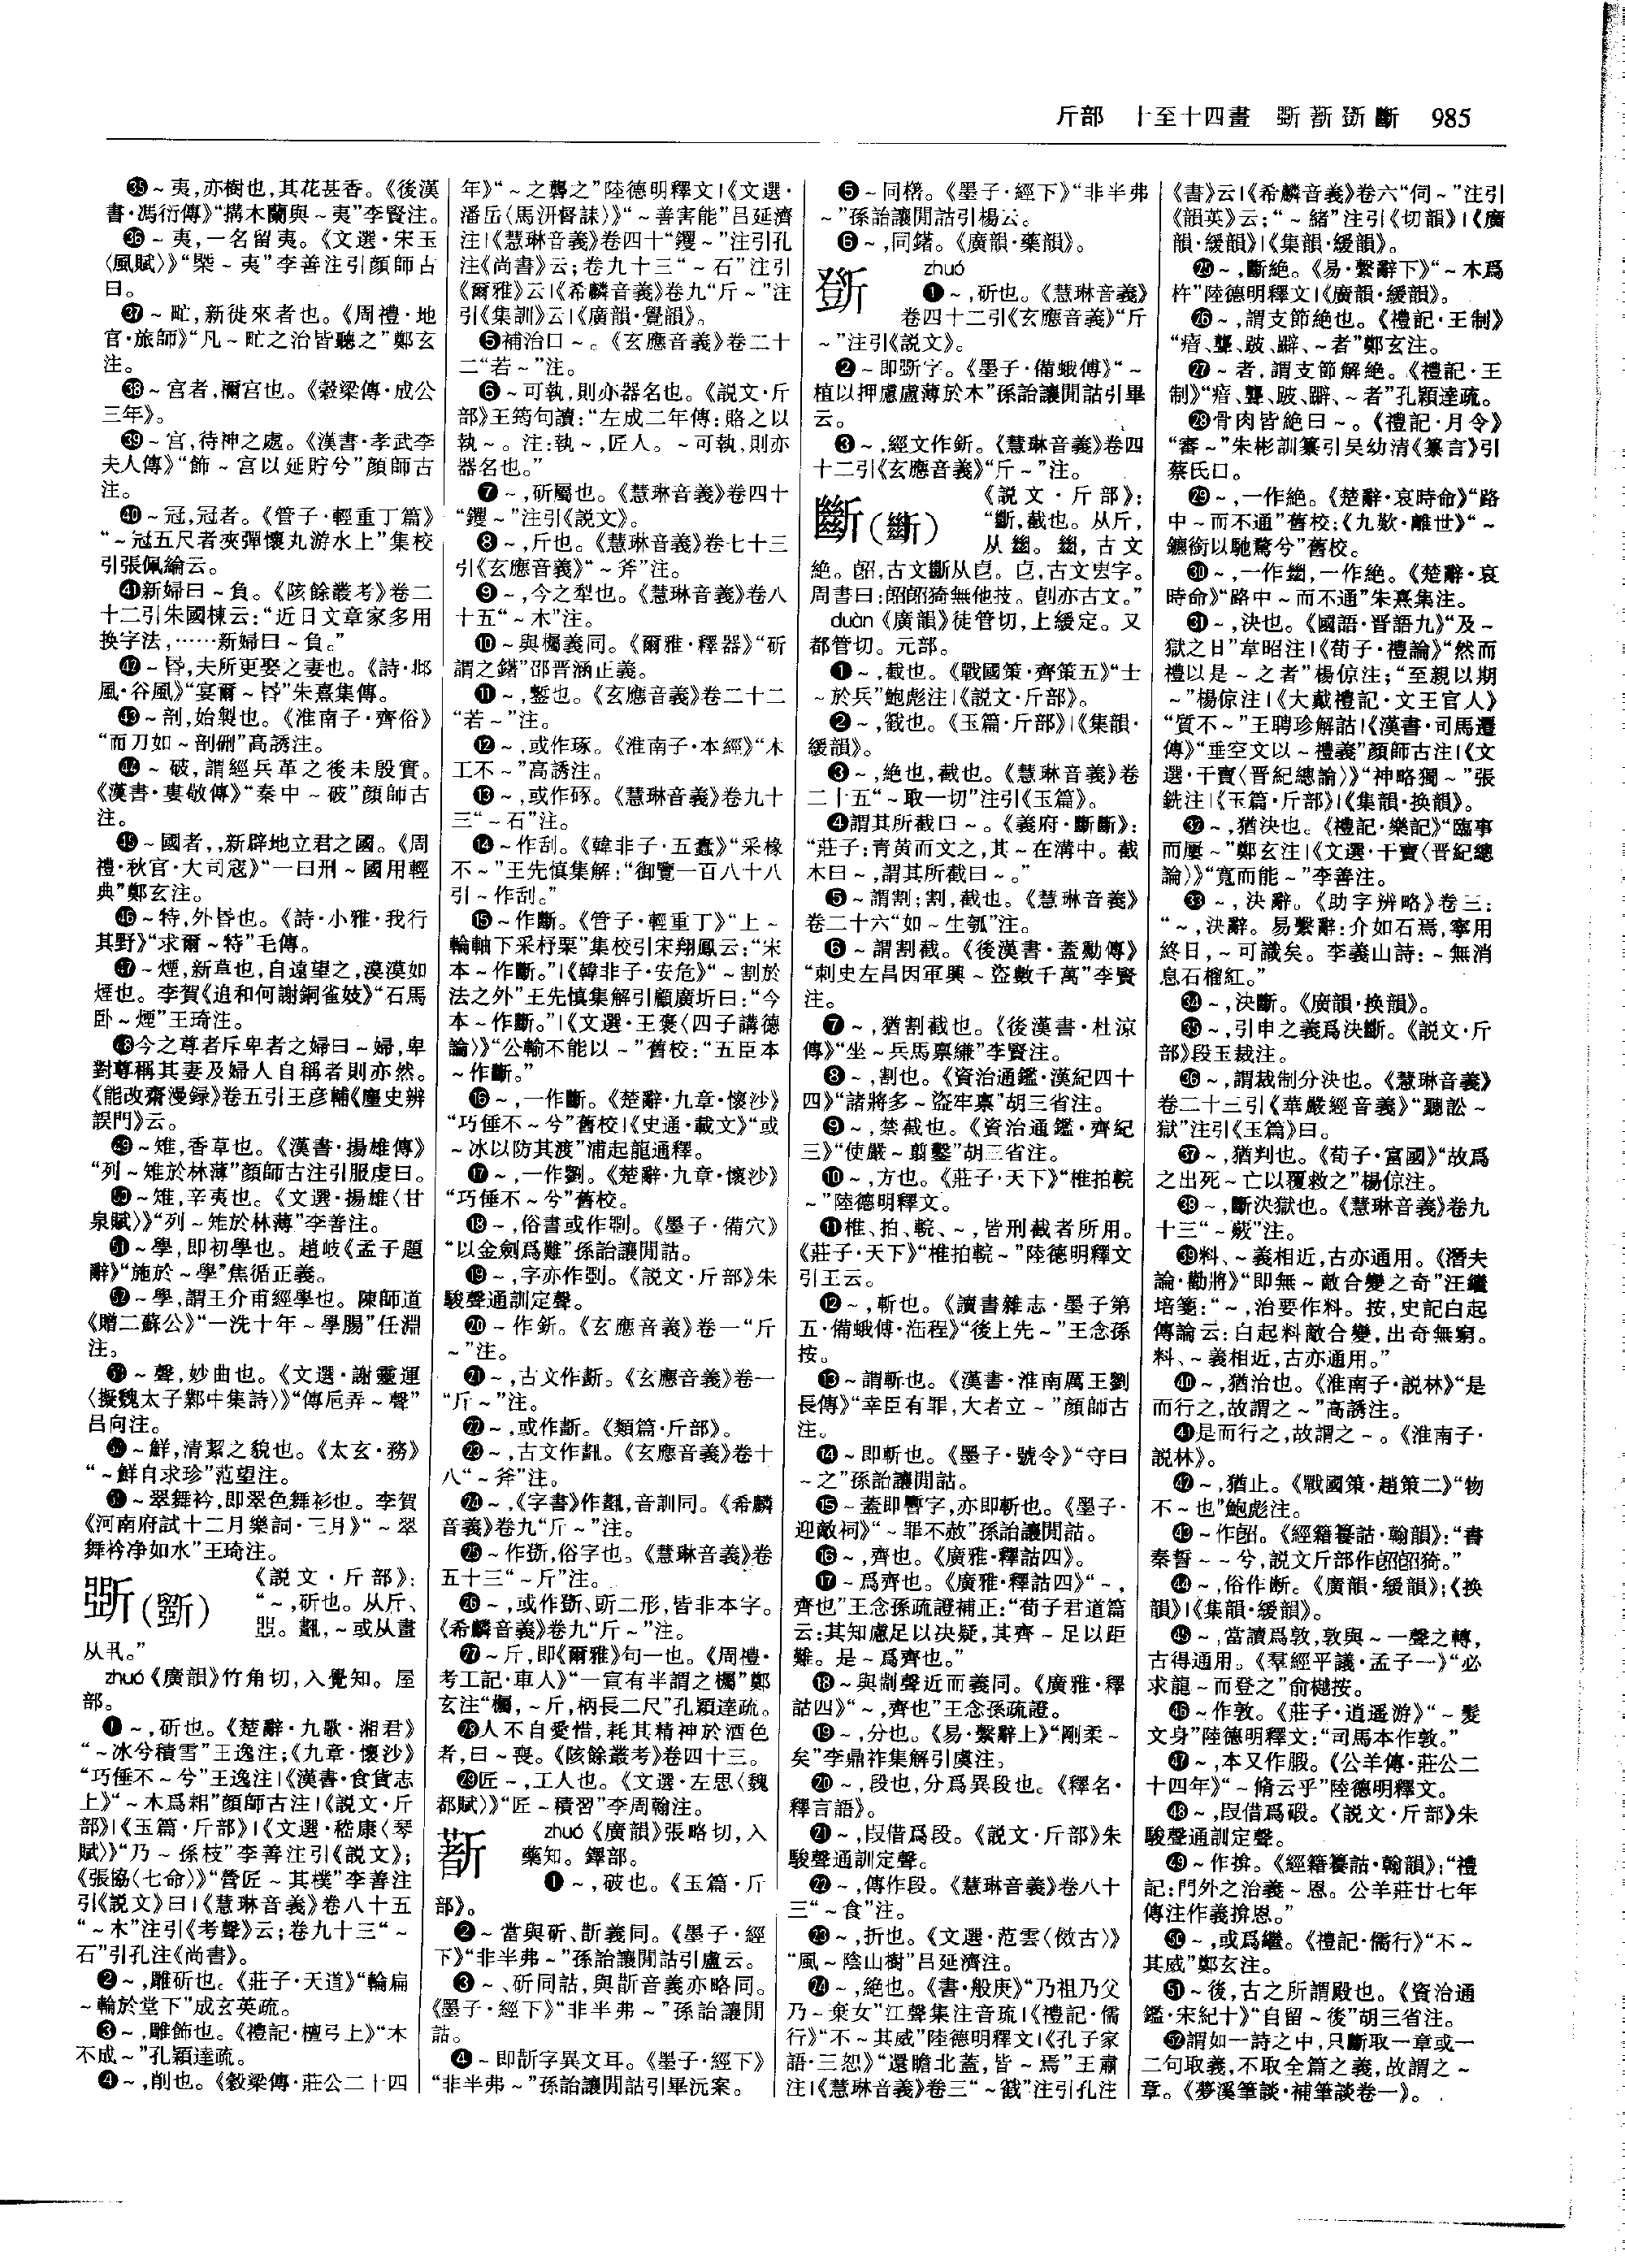 斤部 十至十四畫 斲 斮 斵 斷 985
㉟～夷,亦樹也,其花甚香。《後漢
書·馮衍傳》“搆木蘭與～夷”李賢注。
㊱～夷,一名留夷。《文選·宋玉
〈風賦〉》“槩～夷”李善注引顔師古
曰。
㊲～甿,新徙來者也。《周禮·地
官·旅師》“凡～甿之治皆聽之”鄭玄
注。
㊳～宫者,禰宫也。《穀梁傳·成公
三年》。
㊴～宫,待神之處。《漢書·孝武李
夫人傳》“飾～宫以延貯兮”顔師古
注。
㊵～冠,冠者。《管子·輕重丁篇》
“～冠五尺者挾彈懷丸游水上”集校
引張佩綸云。
㊶新婦曰～負。《陔餘叢考》卷二
十二引朱國楝云:“近日文章家多用
换字法,……新婦曰～負。”
㊷～昏,夫所更娶之妻也。《詩·邶
風·谷風》“宴爾～昏”朱熹集傳。
㊸～剖,始製也。《淮南子·齊俗》
“而刀如～剖硎”高誘注。
㊹～破,謂經兵革之後未殷實。
《漢書·婁敬傳》“秦中～破”顔師古
注。
㊺～國者,,新辟地立君之國。《周
禮·秋官·大司寇》“一曰刑～國用輕
典”鄭玄注。
㊻～特,外昏也。《詩·小雅·我行
其野》“求爾～特”毛傳。
㊼～煙,新草也,自遠望之,漠漠如
煙也。李賀《追和何謝銅雀妓》“石馬
卧～煙”王琦注。
㊽今之尊者斥卑者之婦曰～婦,卑
對尊稱其妻及婦人自稱者則亦然。
《能改齋漫録》卷五引王彦輔《麈史辨
誤門》云。
㊾～雉,香草也。《漢書·揚雄傳》
“列～雉於林薄”顔師古注引服虔曰。
㊿～雉,辛夷也。《文選·揚雄〈甘
泉賦〉》“列～雉於林薄”李善注。
51～學,即初學也。趙岐《孟子題
辭》“施於～學”焦循正義。
52～學,謂王介甫經學也。陳師道
《贈二蘇公》“一洗十年～學腸”任淵
注。
53～聲,妙曲也。《文選·謝靈運
〈擬魏太子鄴中集詩〉》“傳巵弄～聲”
吕向注。
54～鮮,清絜之貌也。《太玄·務》
“～鮮自求珍”范望注。
55～翠舞衿,即翠色舞衫也。李賀
《河南府試十二月樂詞·三月》“～翠
舞衿净如水”王琦注。
斲(斵)
《説文·斤部》:
“～,斫也。从斤、
㔶。㔁,～或从畫
从丮。”
zhuó《廣韻》竹角切,入覺知。屋
部。
❶～,斫也。《楚辭·九歌·湘君》
“～冰兮積雪”王逸注;《九章·懷沙》
“巧倕不～兮”王逸注|《漢書·食貨志
上》“～木爲耜”顔師古注|《説文·斤
部》|《玉篇·斤部》|《文選·嵇康〈琴
賦〉》“乃～孫枝”李善注引《説文》;
《張協〈七命〉》“營匠～其樸”李善注
引《説文》曰|《慧琳音義》卷八十五
“～木”注引《考聲》云;卷九十三“～
石”引孔注《尚書》。
❷～,雕斫也。《莊子·天道》“輪扁
～輪於堂下”成玄英疏。
❸～,雕飾也。《禮記·檀弓上》“木
不成～”孔穎達疏。
❹～,削也。《穀梁傳·莊公二十四
年》“～之礱之”陸德明釋文|《文選·
潘岳〈馬汧督誄〉》“～善害能”吕延濟
注|《慧琳音義》卷四十“钁～”注引孔
注《尚書》云;卷九十三“～石”注引
《爾雅》云|《希麟音義》卷九“斤～”注
引《集訓》云|《廣韻·覺韻》。
❺補治曰～。《玄應音義》卷二十
二“若～”注。
❻～可執,則亦器名也。《説文·斤
部》王筠句讀:“左成二年傳:賂之以
執～。注:執～,匠人。～可執,則亦
器名也。”
❼～,斫屬也。《慧琳音義》卷四十
“钁～”注引《説文》。
❽～,斤也。《慧琳音義》卷七十三
引《玄應音義》“～斧”注。
❾～,今之犁也。《慧琳音義》卷八
十五“～木”注。
❿～與欘義同。《爾雅·釋器》“斫
謂之鐯”邵晋涵正義。
⓫～,鏨也。《玄應音義》卷二十二
“若～”注。
⓬～,或作琢。《淮南子·本經》“木
工不～”高誘注。
⓭～,或作硺。《慧琳音義》卷九十
三“～石”注。
⓮～作刮。《韓非子·五蠹》“采椽
不～”王先慎集解:“御覽一百八十八
引～作刮。”
⓯～作斷。《管子·輕重丁》“上～
輪軸下采杼栗”集校引宋翔鳳云:“宋
本～作斷。”|《韓非子·安危》“～割於
法之外”王先慎集解引顧廣圻曰:“今
本～作斷。”|《文選·王褒〈四子講德
論〉》“公輸不能以～”舊校:“五臣本
～作斷。”
⓰～,一作斷。《楚辭·九章·懷沙》
“巧倕不～兮”舊校|《史通·載文》“或
～冰以防其渡”浦起龍通釋。
⓱～,一作劉。《楚辭·九章·懷沙》
“巧倕不～兮”舊校。
⓲～,俗書或作㓸。《墨子·備穴》
“以金劍爲難”孫詒讓閒詁。
⓳～,字亦作剅。《説文·斤部》朱
駿聲通訓定聲。
⓴～作釿。《玄應音義》卷一“斤
～”注。
㉑～,古文作斱。《玄應音義》卷一
“斤～”注。
㉒～,或作斱。《類篇·斤部》。
㉓～,古文作㔁。《玄應音義》卷十
八“～斧”注。
㉔～,《字書》作㔁,音訓同。《希麟
音義》卷九“斤～”注。
㉕～作斵,俗字也。《慧琳音義》卷
五十三“～斤”注。
㉖～,或作斵、斣二形,皆非本字。
《希麟音義》卷九“斤～”注。
㉗～斤,即《爾雅》句一也。《周禮·
考工記·車人》“一宣有半謂之欘”鄭
玄注“欘,～斤,柄長二尺”孔穎達疏。
㉘人不自愛惜,耗其精神於酒色
者,曰～喪。《陔餘叢考》卷四十三。
㉙匠～,工人也。《文選·左思〈魏
都賦〉》“匠～積習”李周翰注。
斮
zhuó《廣韻》張略切,入
藥知。鐸部。
❶～,破也。《玉篇·斤
部》。
❷～當與斫、斱義同。《墨子·經
下》“非半弗～”孫詒讓閒詁引盧云。
❸～、斫同詁,與斱音義亦略同。
《墨子·經下》“非半弗～”孫詒讓閒
詁。
❹～即斱字異文耳。《墨子·經下》
“非半弗～”孫詒讓閒詁引畢沅案。
❺～同楮。《墨子·經下》“非半弗
～”孫詒讓閒詁引楊云。
❻～,同鐯。《廣韻·藥韻》。
斵
zhuó
❶～,斫也。《慧琳音義》
卷四十二引《玄應音義》“斤
～”注引《説文》。
❷～即斲字。《墨子·備蛾傅》“～
植以押慮盧薄於木”孫詒讓閒詁引畢
云。
❸～,經文作釿。《慧琳音義》卷四
十二引《玄應音義》“斤～”注。
斷(斷)
《説文·斤部》:
“斷,截也。从斤,
从㡭。㡭,古文
絶。㫁,古文斷从㠯。㠯,古文叀字。
周書曰:㫁㫁猗無他技。㓭亦古文。”
duàn《廣韻》徒管切,上緩定。又
都管切。元部。
❶～,截也。《戰國策·齊策五》“士
～於兵”鮑彪注|《説文·斤部》。
❷～,㦵也。《玉篇·斤部》|《集韻·
緩韻》。
❸～,絶也,截也。《慧琳音義》卷
二十五“～取一切”注引《玉篇》。
❹謂其所截曰～。《義府·斷斷》:
“莊子:青黄而文之,其～在溝中。截
木曰～,謂其所截曰～。”
❺～謂割;割,截也。《慧琳音義》
卷二十六“如～生瓠”注。
❻～謂割截。《後漢書·蓋勳傳》
“刺史左昌因軍興～盜數千萬”李賢
注。
❼～,猶割截也。《後漢書·杜凉
傳》“坐～兵馬禀縑”李賢注。
❽～,割也。《資治通鑑·漢紀四十
四》“諸將多～盜牢禀”胡三省注。
❾～,禁截也。《資治通鑑·齊紀
三》“使嚴～翦鑿”胡三省注。
❿～,方也。《莊子·天下》“椎拍輐
～”陸德明釋文。
⓫椎、拍、輐、～,皆刑截者所用。
《莊子·天下》“椎拍輐～”陸德明釋文
引王云。
⓬～,斬也。《讀書雜志·墨子第
五·備蛾傅·洍程》“後上先～”王念孫
按。
⓭～謂斬也。《漢書·淮南厲王劉
長傳》“幸臣有罪,大者立～”顔師古
注。
⓮～即斬也。《墨子·號令》“守曰
～之”孫詒讓閒詁。
⓯～蓋即䜿字,亦即斬也。《墨子·
迎敵祠》“～罪不赦”孫詒讓閒詁。
⓰～,齊也。《廣雅·釋詁四》。
⓱～爲齊也。《廣雅·釋詁四》“～,
齊也”王念孫疏證補正:“荀子君道篇
云:其知慮足以決疑,其齊～足以距
難。是～爲齊也。”
⓲～與剬聲近而義同。《廣雅·釋
詁四》“～,齊也”王念孫疏證。
⓳～,分也。《易·繫辭上》“剛柔～
矣”李鼎祚集解引虞注。
⓴～,段也,分爲異段也。《釋名·
釋言語》。
㉑～,叚借爲段。《説文·斤部》朱
駿聲通訓定聲。
㉒～,傳作段。《慧琳音義》卷八十
三“～食”注。
㉓～,折也。《文選·范雲〈傚古〉》
“風～陰山樹”吕延濟注。
㉔～,絶也。《書·般庚》“乃祖乃父
乃～棄女”江聲集注音疏|《禮記·儒
行》“不～其威”陸德明釋文|《孔子家
語·三恕》“還瞻北蓋,皆～焉”王肅
注|《慧琳音義》卷三“～㦵”注引孔注
《書》云|《希麟音義》卷六“伺～”注引
《韻英》云;“～緒”注引《切韻》|《廣
韻·緩韻》|《集韻·緩韻》。
㉕～,斷絶。《易·繫辭下》“～木爲
杵”陸德明釋文|《廣韻·緩韻》。
㉖～,謂支節絶也。《禮記·王制》
“瘖、聾、跛、躃、～者”鄭玄注。
㉗～者,謂支節解絶。《禮記·王
制》“瘖、聾、跛、躃、～者”孔穎達疏。
㉘骨肉皆絶曰～。《禮記·月令》
“審～”朱彬訓纂引吴幼清《纂言》引
蔡氏曰。
㉙～,一作絶。《楚辭·哀時命》“路
中～而不通”舊校;《九歎·離世》“～
鑣銜以馳騖兮”舊校。
㉚～,一作㡭,一作絶。《楚辭·哀
時命》“路中～而不通”朱熹集注。
㉛～,決也。《國語·晋語九》“及～
獄之日”韋昭注|《荀子·禮論》“然而
禮以是～之者”楊倞注;“至親以期
～”楊倞注|《大戴禮記·文王官人》
“質不～”王聘珍解詁|《漢書·司馬遷
傳》“垂空文以～禮義”顔師古注|《文
選·干寶〈晋紀總論〉》“神略獨～”張
銑注|《玉篇·斤部》|《集韻·换韻》。
㉜～,猶決也。《禮記·樂記》“臨事
而屢～”鄭玄注|《文選·干寶〈晋紀總
論〉》“寬而能～”李善注。
㉝～,決辭。《助字辨略》卷三:
“～,決辭。易繫辭:介如石焉,寧用
終日,～可識矣。李義山詩:～無消
息石榴紅。”
㉞～,決斷。《廣韻·换韻》。
㉟～,引申之義爲決斷。《説文·斤
部》段玉裁注。
㊱～,謂裁制分決也。《慧琳音義》
卷二十三引《華嚴經音義》“聽訟～
獄”注引《玉篇》曰。
㊲～,猶判也。《荀子·富國》“故爲
之出死～亡以覆救之”楊倞注。
㊳～,斷決獄也。《慧琳音義》卷九
十三“～蔽”注。
㊴料、～義相近,古亦通用。《潛夫
論·勸將》“即無～敵合變之奇”汪繼
培箋:“～,治要作料。按,史記白起
傳論云:白起料敵合變,出奇無窮。
料、～義相近,古亦通用。”
㊵～,猶治也。《淮南子·説林》“是
而行之,故謂之～”高誘注。
㊶是而行之,故謂之～。《淮南子·
説林》。
㊷～,猶止。《戰國策·趙策二》“物
不～也”鮑彪注。
㊸～作㫁。《經籍籑詁·翰韻》:“書
秦誓～～兮,説文斤部作㫁㫁猗。”
㊹～,俗作断。《廣韻·緩韻》;《换
韻》|《集韻·緩韻》。
㊺～,當讀爲敦,敦與～一聲之轉,
古得通用。《羣經平議·孟子一》“必
求龍～而登之”俞樾按。
㊻～作敦。《莊子·逍遥游》“～髮
文身”陸德明釋文:“司馬本作敦。”
㊼～,本又作服。《公羊傳·莊公二
十四年》“～脩云乎”陸德明釋文。
㊽～,叚借爲碫。《説文·斤部》朱
駿聲通訓定聲。
㊾～作揜。《經籍籑詁·翰韻》:“禮
記:門外之治義～恩。公羊莊廿七年
傳注作義揜恩。”
㊿～,或爲繼。《禮記·儒行》“不～
其威”鄭玄注。
51～後,古之所謂殿也。《資治通
鑑·宋紀十》“自留～後”胡三省注。
52謂如一詩之中,只斷取一章或一
二句取義,不取全篇之義,故謂之～
章。《夢溪筆談·補筆談卷一》。